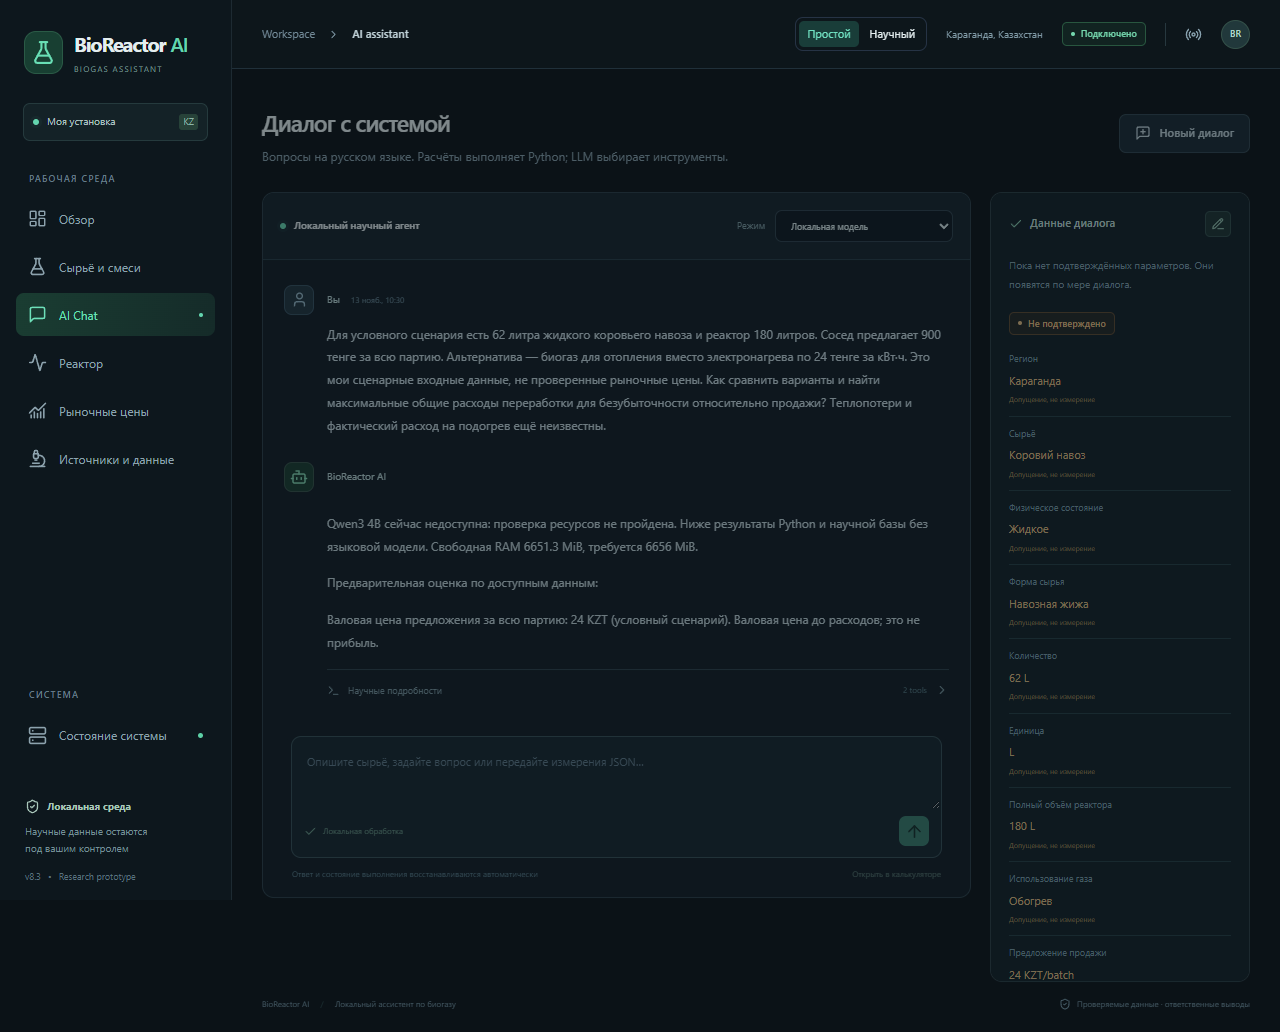 BioReactor AI
BIOGAS ASSISTANT
Моя установка
KZ
РАБОЧАЯ СРЕДА
Обзор
Сырьё и смеси
AI Chat
Реактор
Рыночные цены
Источники и данные
СИСТЕМА
Состояние системы
Локальная среда
Научные данные остаются
под вашим контролем
v8.3 • Research prototype
Workspace > AI assistant
Простой
Научный
Караганда, Казахстан
Подключено
BR
Диалог с системой
Вопросы на русском языке. Расчёты выполняет Python; LLM выбирает инструменты.
Новый диалог
Локальный научный агент
Режим
Локальная модель
Вы 13 нояб., 10:30
Для условного сценария есть 62 литра жидкого коровьего навоза и реактор 180 литров. Сосед предлагает 900
тенге за всю партию. Альтернатива — биогаз для отопления вместо электронагрева по 24 тенге за кВт·ч. Это
мои сценарные входные данные, не проверенные рыночные цены. Как сравнить варианты и найти
максимальные общие расходы переработки для безубыточности относительно продажи? Теплопотери и
фактический расход на подогрев ещё неизвестны.
BioReactor AI
Qwen3 4B сейчас недоступна: проверка ресурсов не пройдена. Ниже результаты Python и научной базы без
языковой модели. Свободная RAM 6651.3 MiB, требуется 6656 MiB.
Предварительная оценка по доступным данным:
Валовая цена предложения за всю партию: 24 KZT (условный сценарий). Валовая цена до расходов; это не
прибыль.
Научные подробности
2 tools
Опишите сырьё, задайте вопрос или передайте измерения JSON...
Локальная обработка
Ответ и состояние выполнения восстанавливаются автоматически
Открыть в калькуляторе
Данные диалога
Пока нет подтверждённых параметров. Они
появятся по мере диалога.
Не подтверждено
Регион
Караганда
Допущение, не измерение
Сырьё
Коровий навоз
Допущение, не измерение
Физическое состояние
Жидкое
Допущение, не измерение
Форма сырья
Навозная жижа
Допущение, не измерение
Количество
62 L
Допущение, не измерение
Единица
L
Допущение, не измерение
Полный объём реактора
180 L
Допущение, не измерение
Использование газа
Обогрев
Допущение, не измерение
Предложение продажи
24 KZT/batch
BioReactor AI / Локальный ассистент по биогазу
Проверяемые данные · ответственные выводы